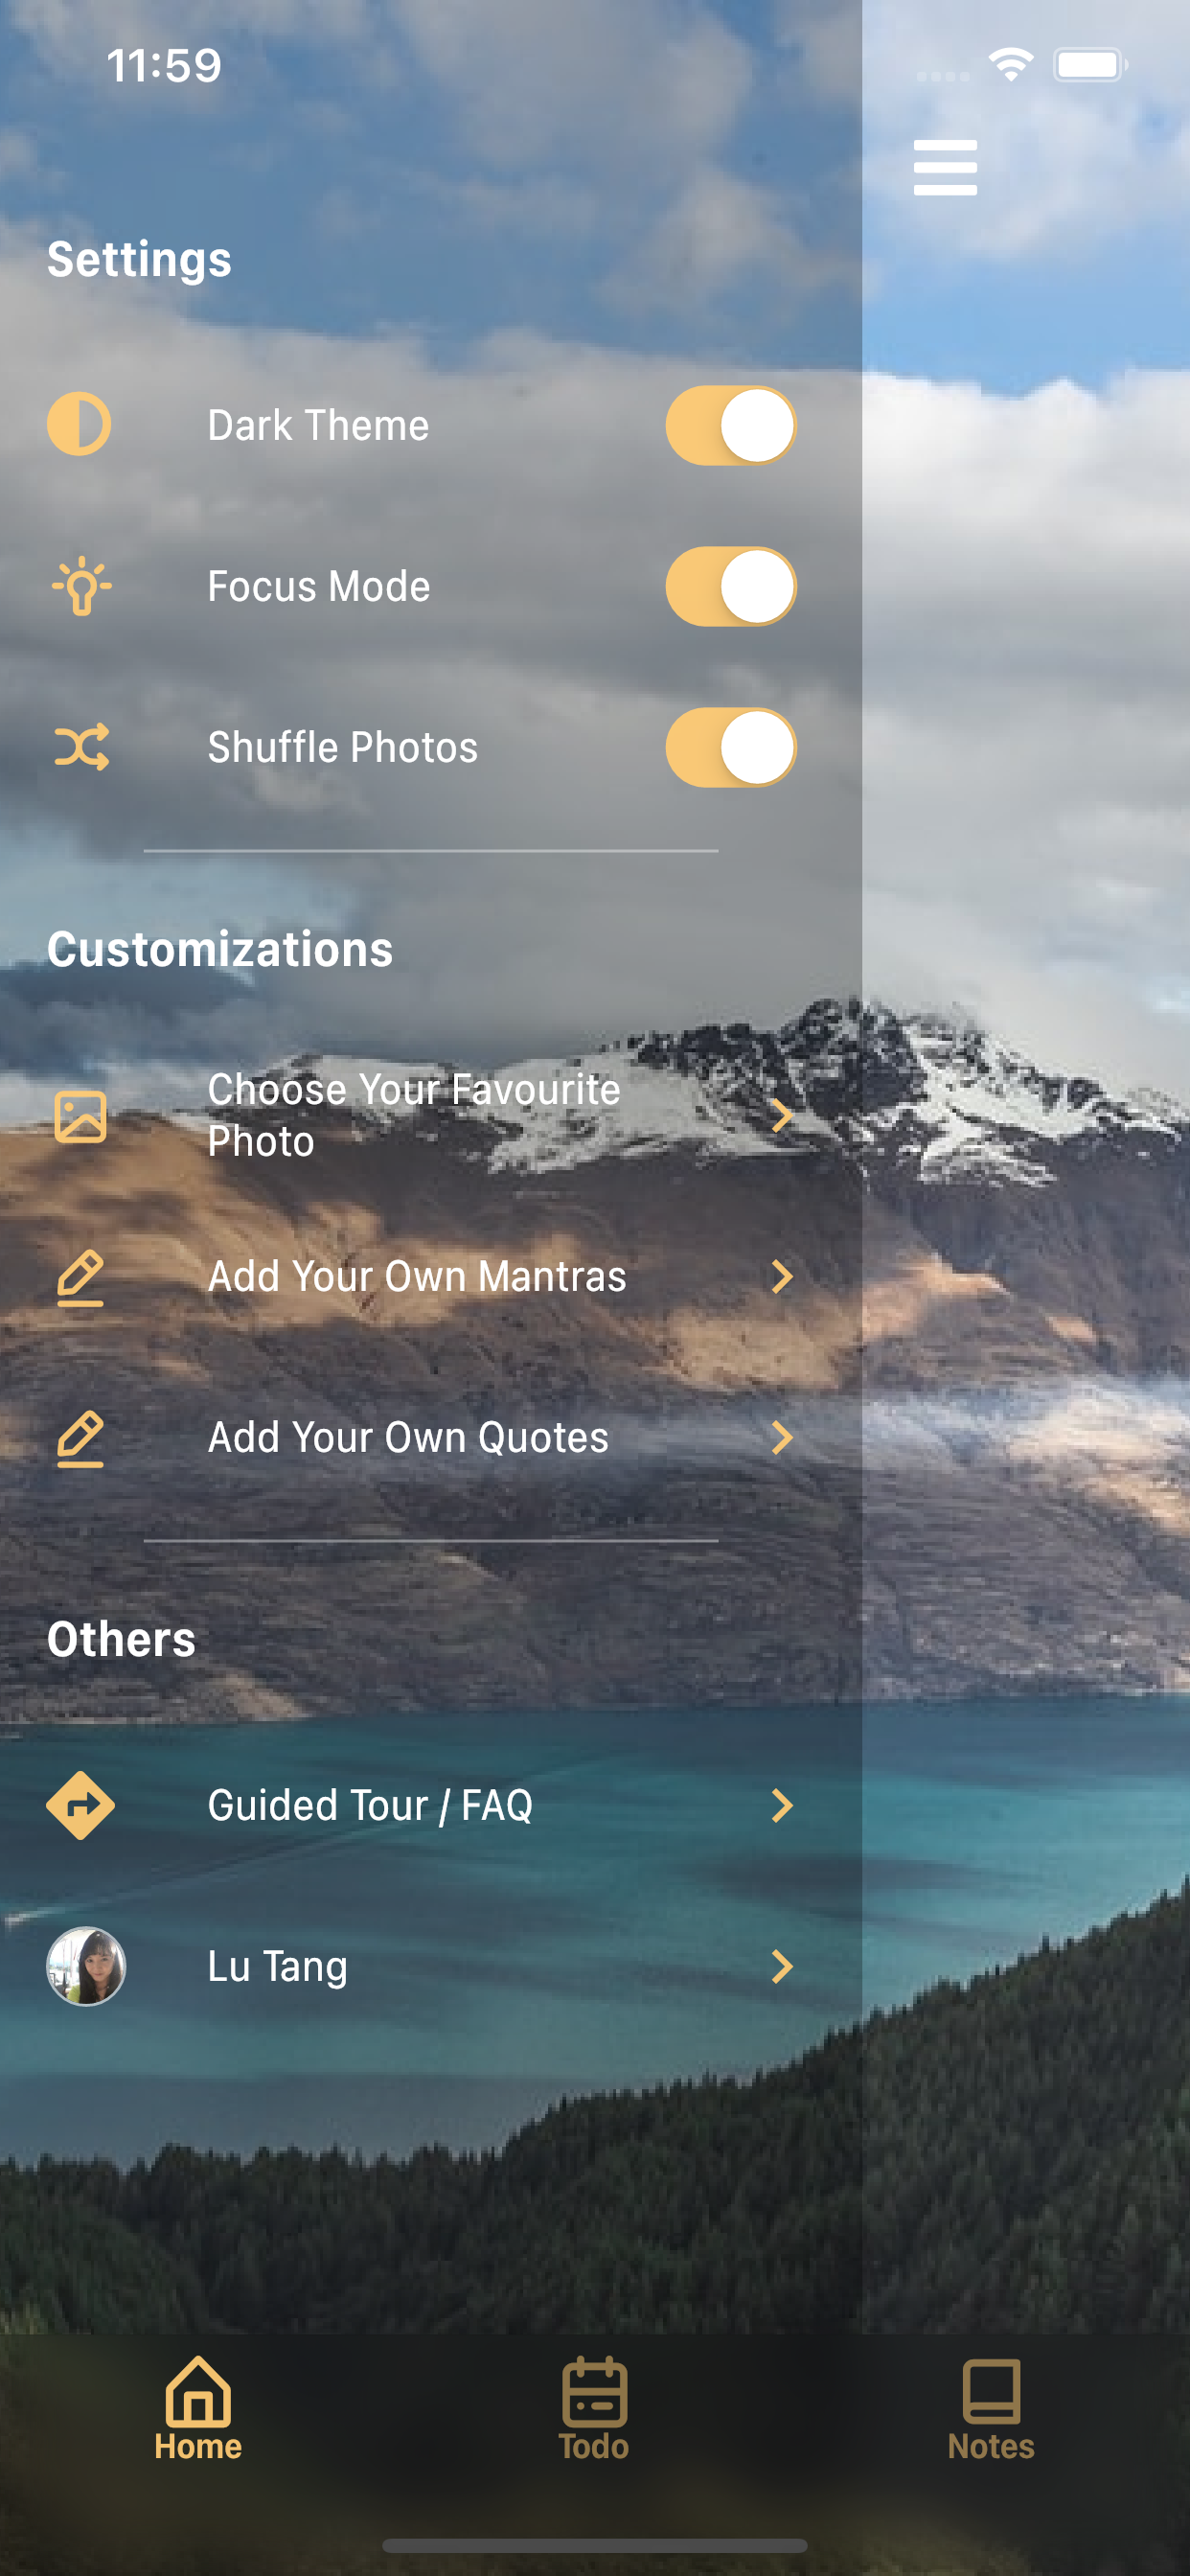 11:59
Settings
Dark Theme
Focus Mode
Shuffle Photos
Customizations
Choose Your Favourite
Photo
Add Your Own Mantras
Add Your Own Quotes
Others
Guided Tour / FAQ
Lu Tang
Home
Todo
Notes